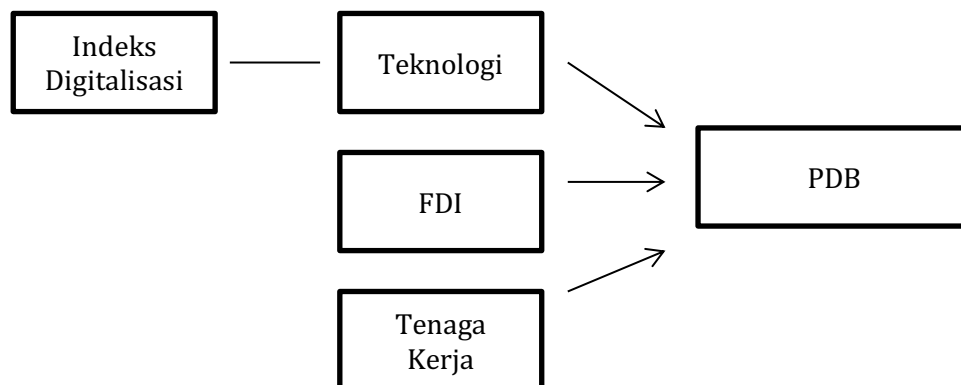 Indeks
Digitalisasi
Teknologi
FDI
PDB
Tenaga
Kerja